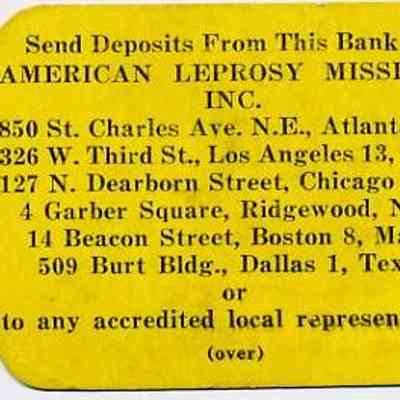 Send Deposits From This Bank
AMERICAN LEPROSY MISSI
INC.
850 St. Charles Ave. N.E., Atlant
326 W. Third St., Los Angeles 13,
127 N. Dearborn Street, Chicago
4 Garber Square, Ridgewood, N
14 Beacon Street, Boston 8, Ma
509 Burt Bldg., Dallas 1, Tex
or
to any accredited local represen
(over)